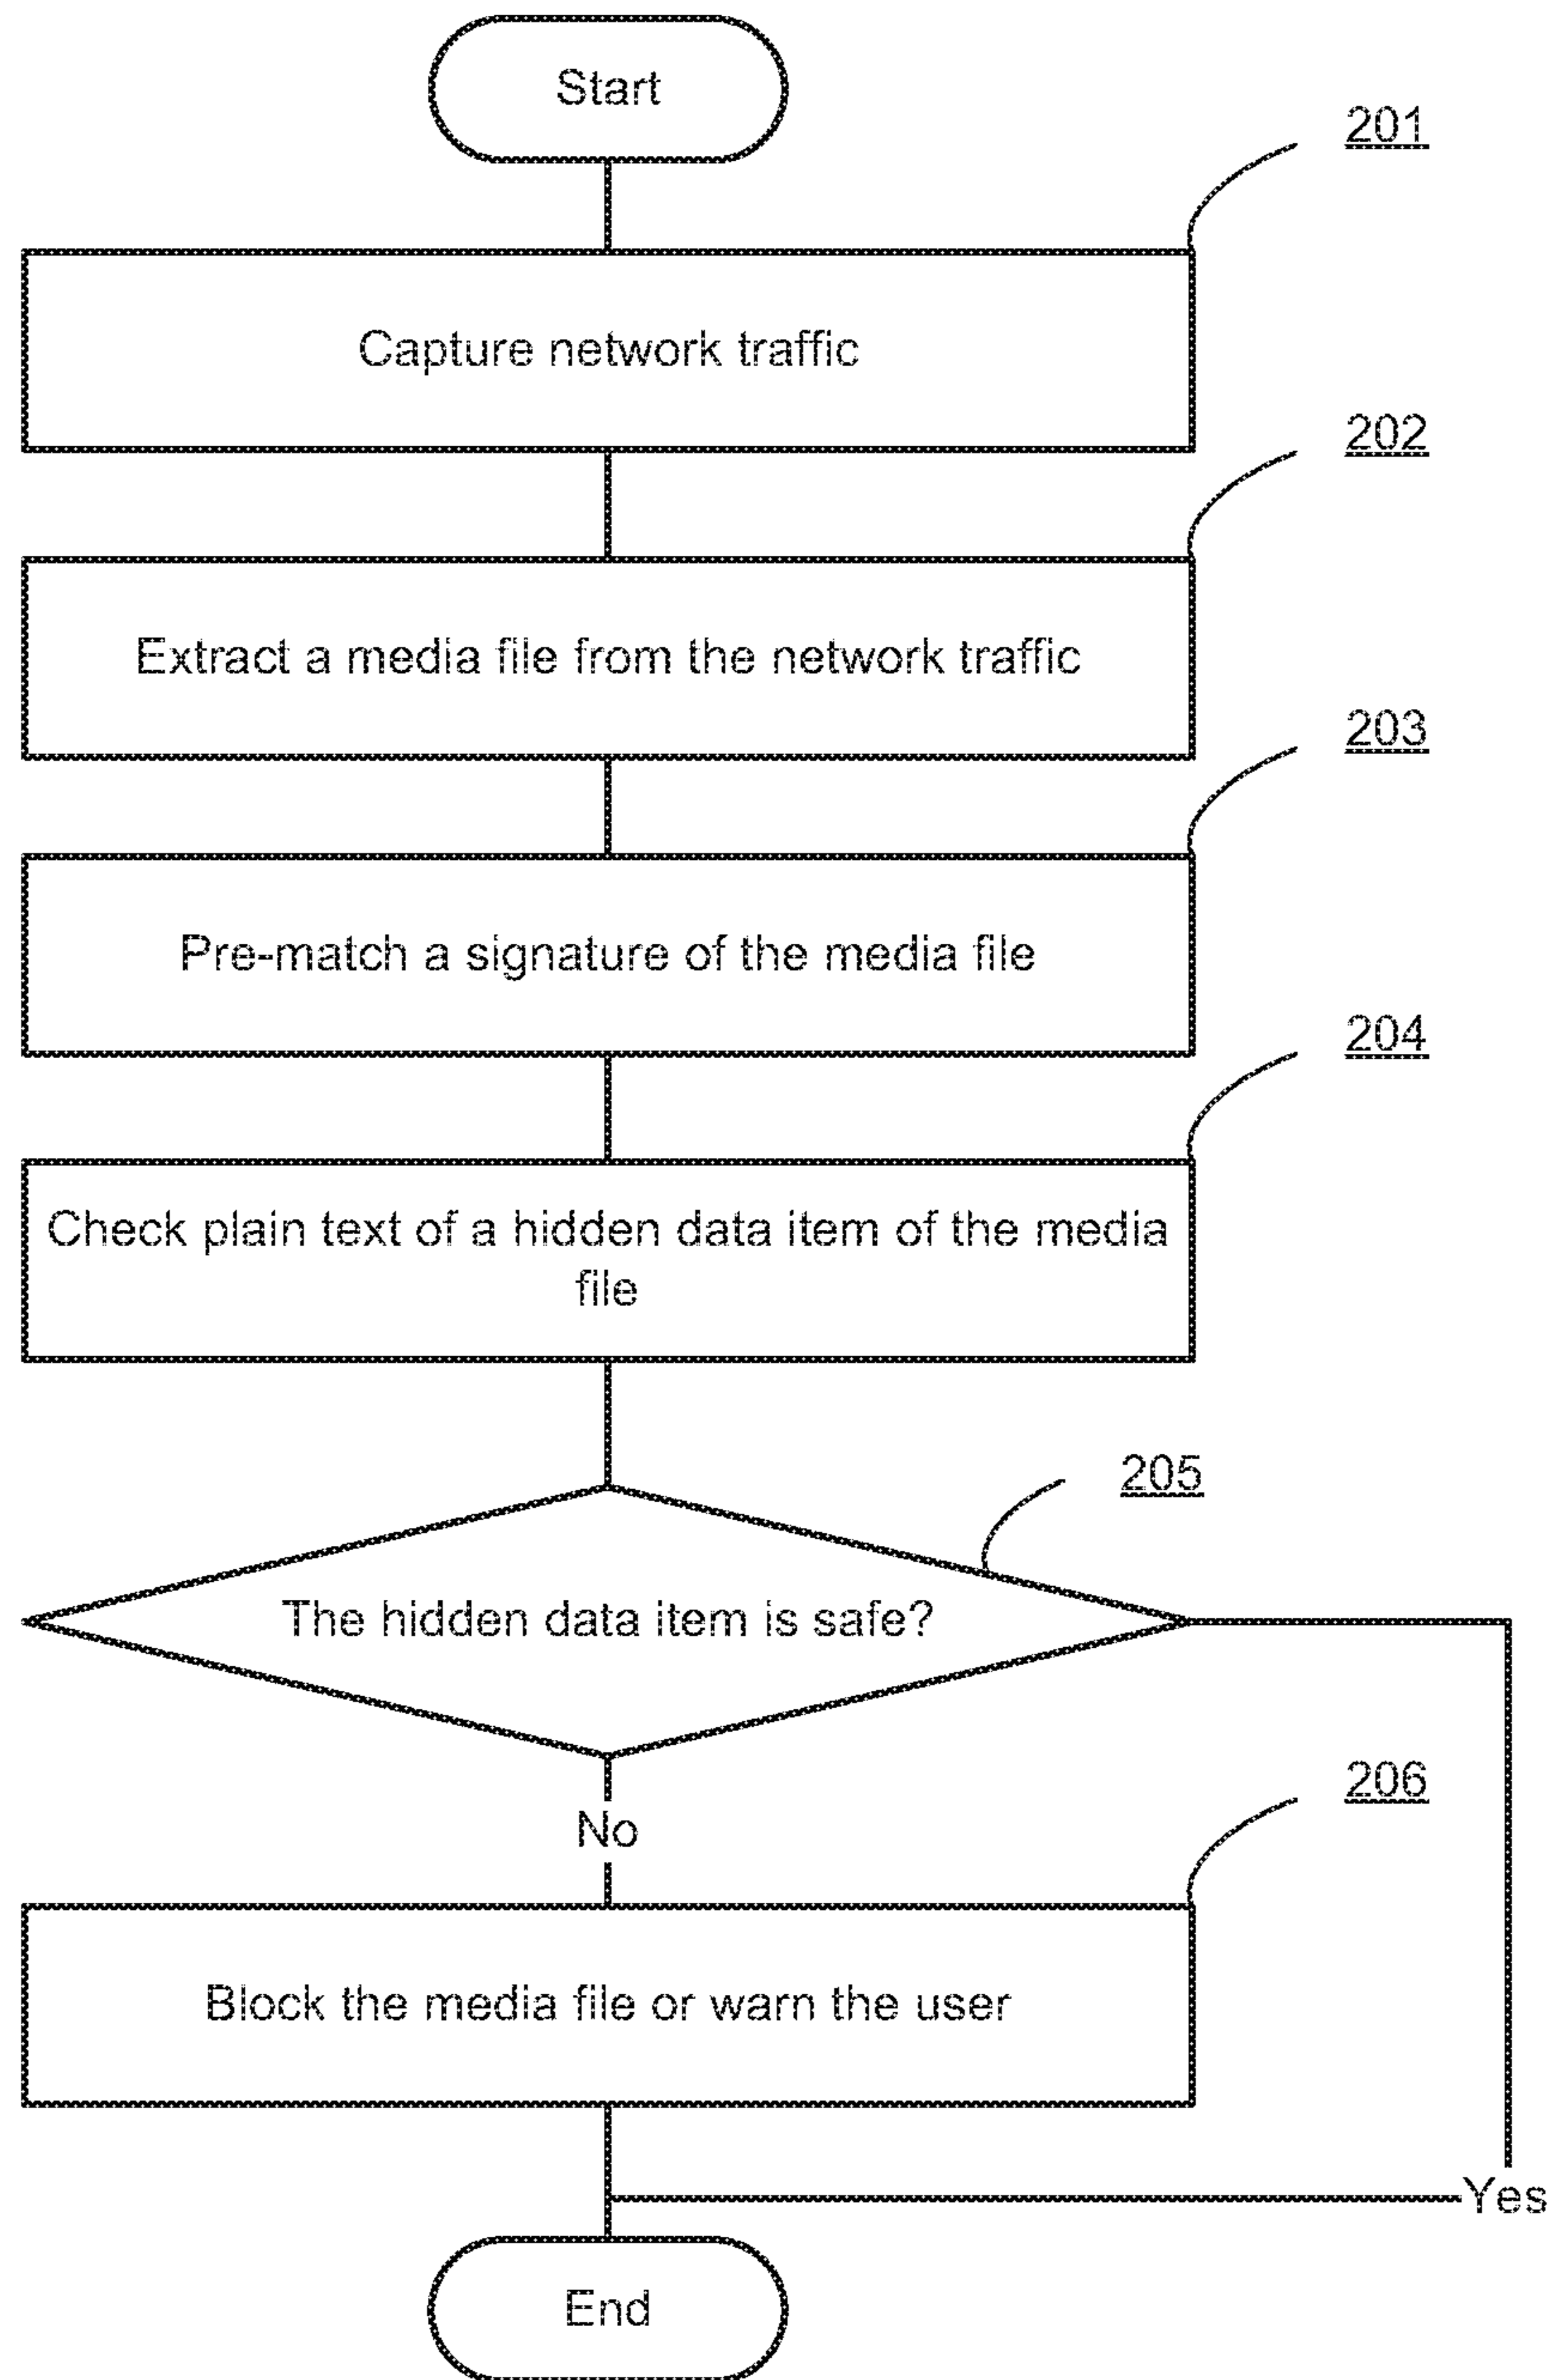 Start
201
Capture network traffic
202
Extract a media file from the network traffic
203
Pre-match a signature of the media file
204
Check plain text of a hidden data item of the media
file
205
The hidden data item is safe?
No
206
Block the media file or warn the user
Yes
End